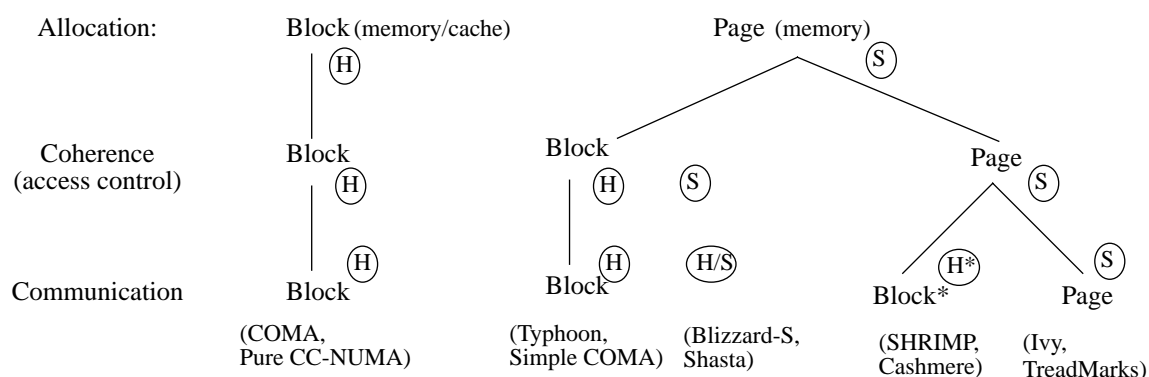 Allocation: Block (memory/cache) Page (memory)
H S
Coherence Block Block Page
(access control) H H S S
H H H/S H* S
Communication Block Block Block* Page
(COMA, (Typhoon, (Blizzard-S, (SHRIMP, (Ivy,
Pure CC-NUMA) Simple COMA) Shasta) Cashmere) TreadMarks)